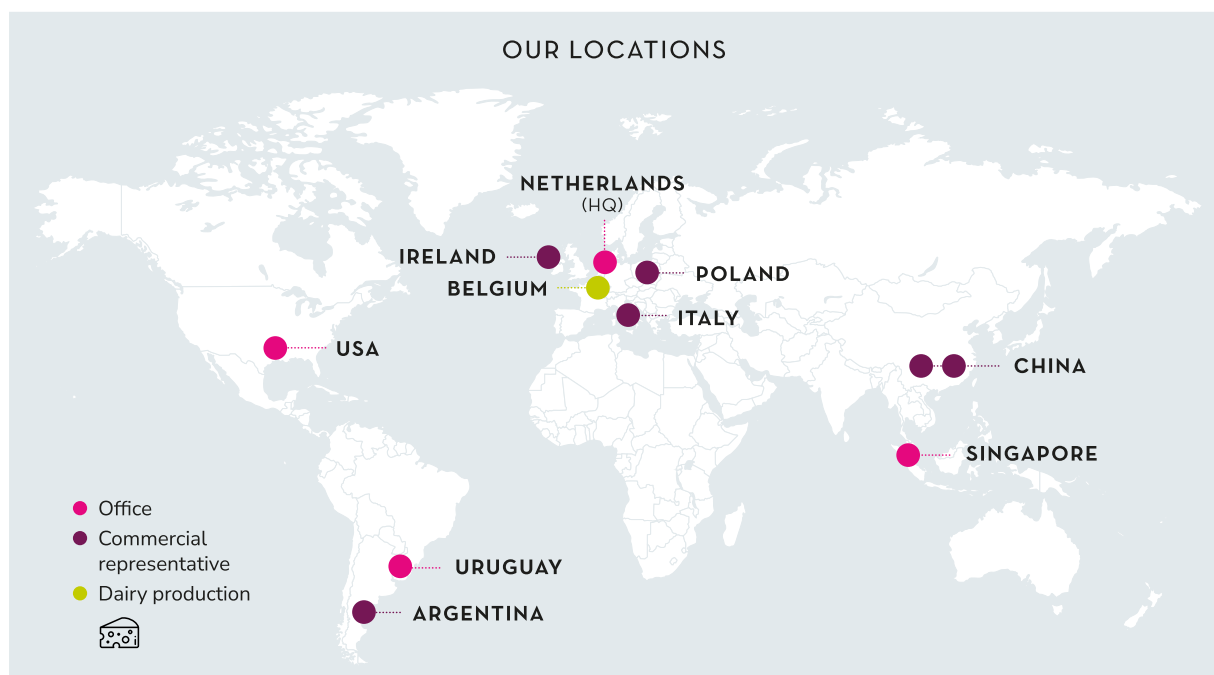 OUR LOCATIONS
NETHERLANDS
(HQ)
IRELAND
POLAND
BELGIUM
ITALY
USA
CHINA
SINGAPORE
Office
Commercial
representative
Dairy production
URUGUAY
ARGENTINA